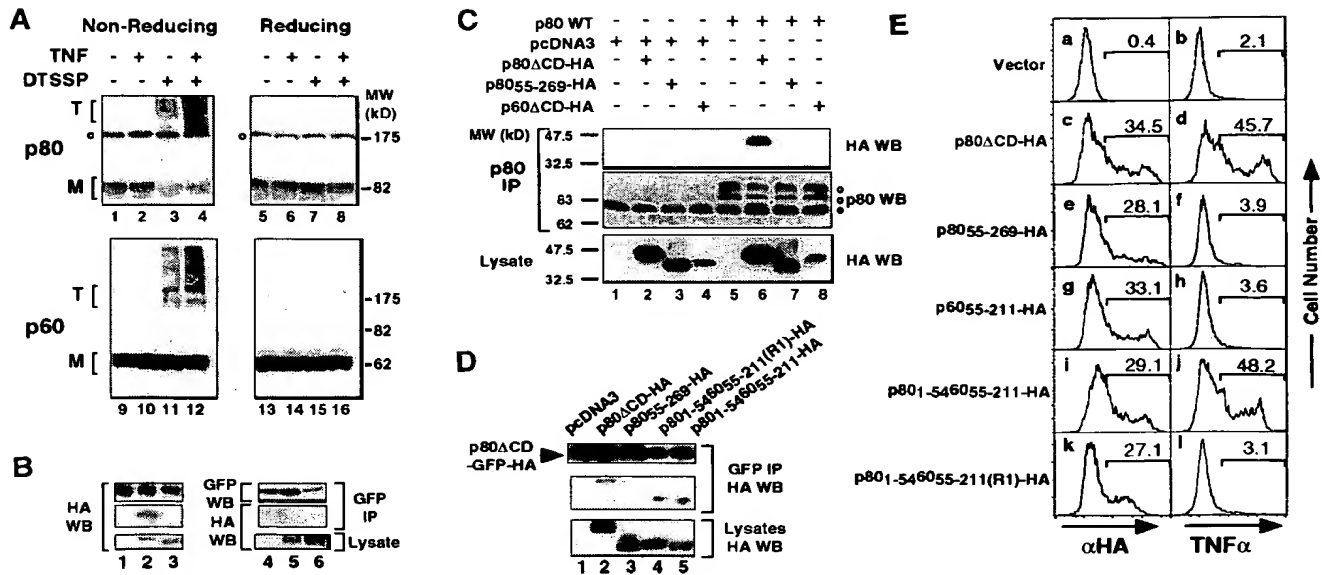 A
Non-Reducing
Reducing
TNF - + - + - + - +
DTSSP - - + + - - + +
MW (kD)
T
p80
M
175
82
1 2 3 4 5 6 7 8
T
p60
M
175
82
62
9 10 11 12 13 14 15 16
B
HA WB
GFP WB
HA WB
GFP IP
Lysate
1 2 3 4 5 6
C
p80 WT - - - - + + + +
pcDNA3 + + + + - - - -
p80ΔCD-HA - + - - - + - -
p8055-269-HA - - + - - - + -
p60ΔCD-HA - - - + - - - +
MW (kD) 47.5
32.5
HA WB
p80 IP
83
62
p80 WB
Lysate
47.5
32.5
HA WB
1 2 3 4 5 6 7 8
D
pcDNA3
p80ΔCD-HA
p8055-269-HA
p801-546055-211(R1)-HA
p801-546055-211-HA
p80ΔCD
-GFP-HA
GFP IP
HA WB
Lysates
HA WB
1 2 3 4 5
E
Vector
a 0.4
b 2.1
p80ΔCD-HA
c 34.5
d 45.7
p8055-269-HA
e 28.1
f 3.9
p6055-211-HA
g 33.1
h 3.6
p801-546055-211-HA
i 29.1
j 48.2
p801-546055-211(R1)-HA
k 27.1
l 3.1
Cell Number
αHA
TNFα